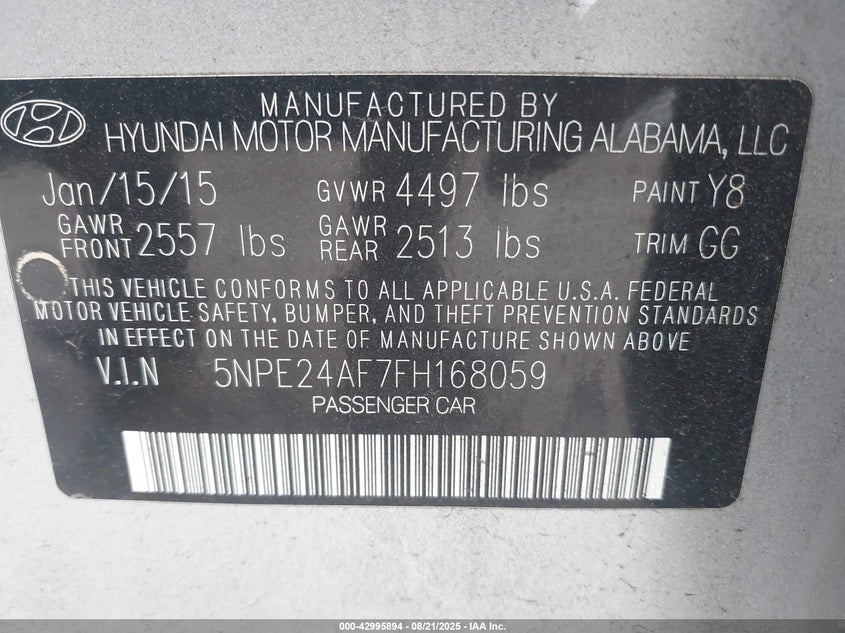 MANUFACTURED BY
HYUNDAI MOTOR MANUFACTURING ALABAMA, LLC
Jan/15/15 GVWR 4497 lbs PAINT Y8
GAWR FRONT 2557 lbs GAWR REAR 2513 lbs TRIM GG
THIS VEHICLE CONFORMS TO ALL APPLICABLE U.S.A. FEDERAL
MOTOR VEHICLE SAFETY, BUMPER, AND THEFT PREVENTION STANDARDS
IN EFFECT ON THE DATE OF MANUFACTURE SHOWN ABOVE
V.I.N 5NPE24AF7FH168059
PASSENGER CAR
000-42995894 - 08/21/2025 - IAA Inc.